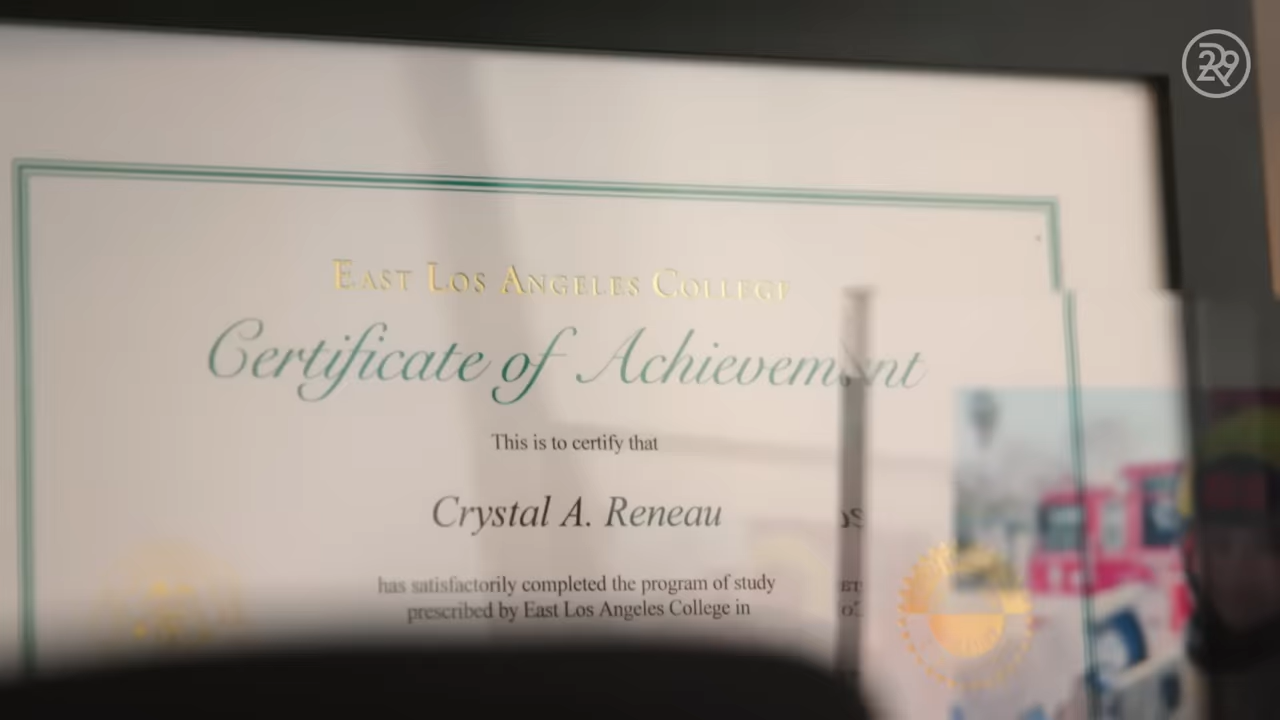 R29
EAST LOS ANGELES COLLEGE
Certificate of Achievement
This is to certify that
Crystal A. Reneau
has satisfactorily completed the program of study
prescribed by East Los Angeles College in